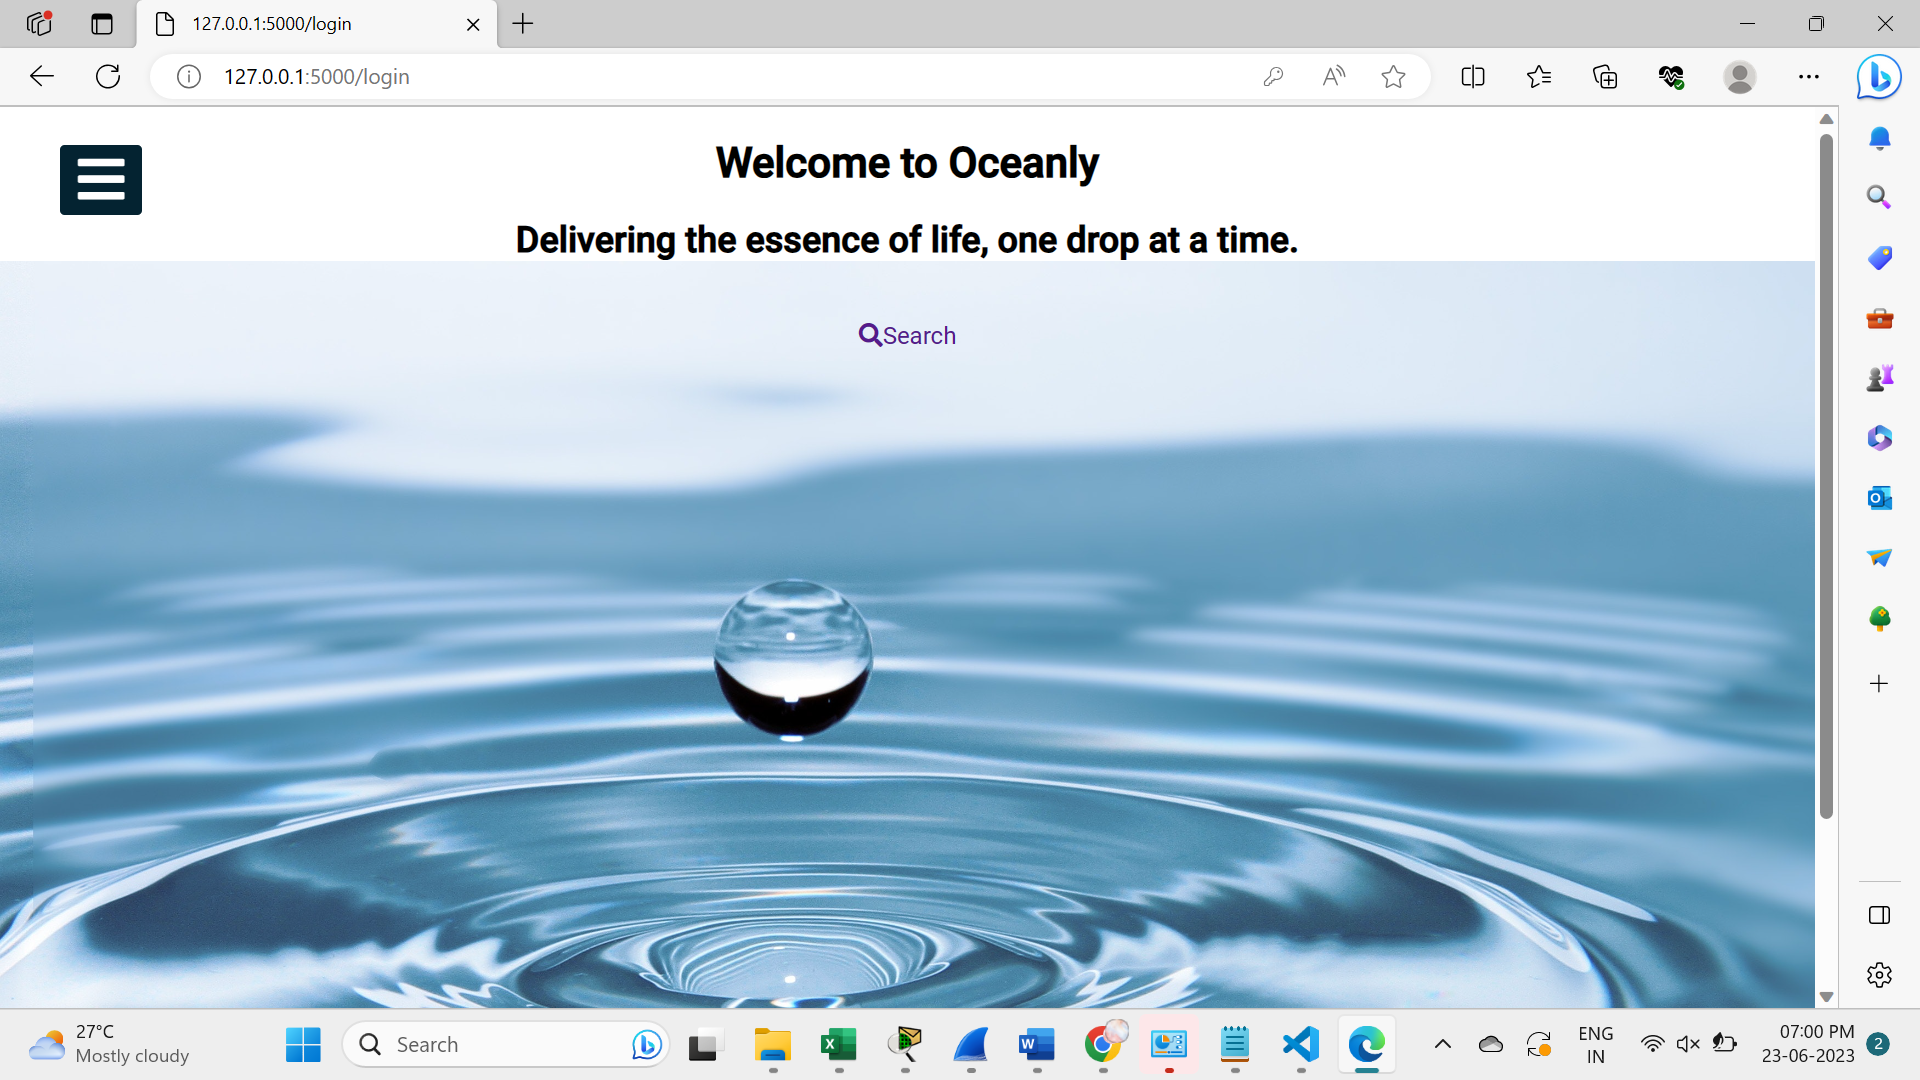 127.0.0.1:5000/login
127.0.0.1:5000/login
Welcome to Oceanly
Delivering the essence of life, one drop at a time.
Search
27°C
Mostly cloudy
Search
ENG
IN
07:00 PM
23-06-2023
2